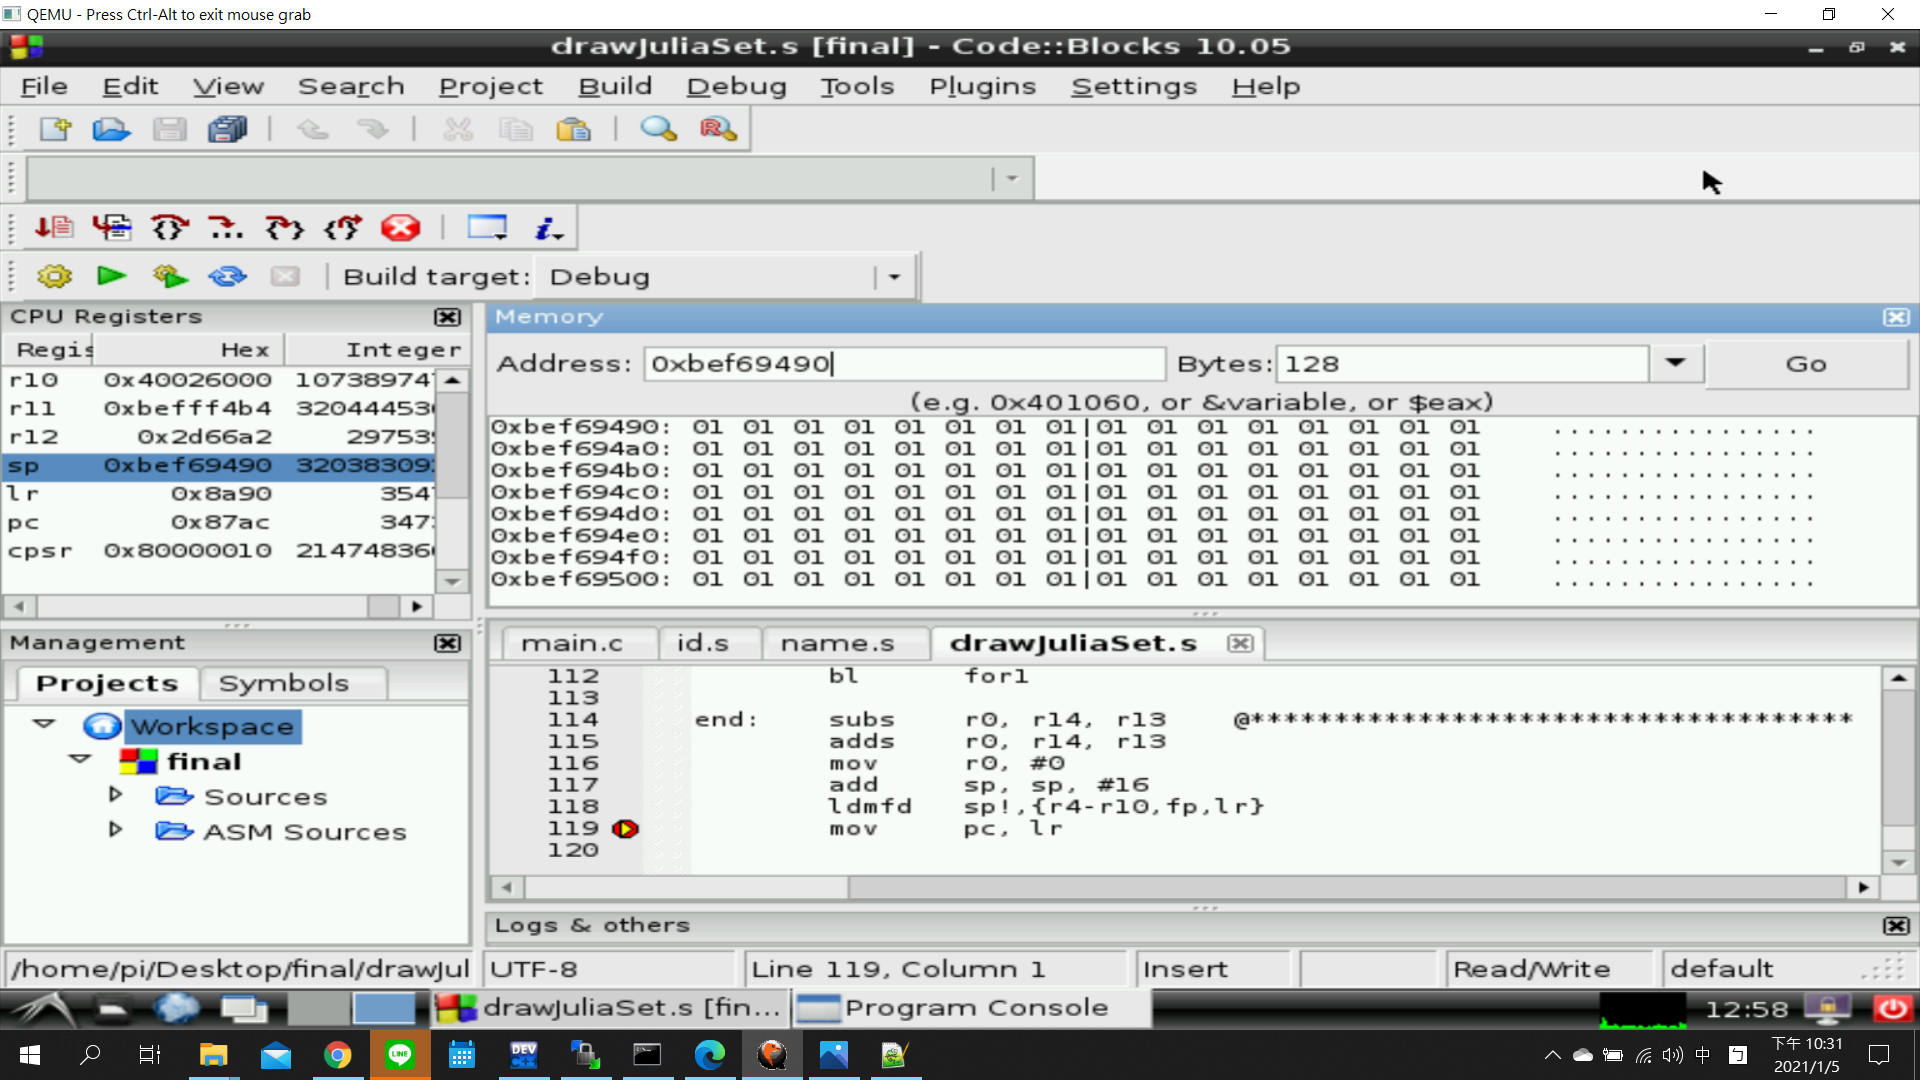 QEMU - Press Ctrl-Alt to exit mouse grab
drawJuliaSet.s [final] - Code::Blocks 10.05
File Edit View Search Project Build Debug Tools Plugins Settings Help
Build target: Debug
CPU Registers
Regis Hex Integer
r10 0x40026000 107389747
r11 0xbefff4b4 320444536
r12 0x2d66a2 29753
sp 0xbef69490 320383092
lr 0x8a90 354
pc 0x87ac 347
cpsr 0x80000010 214748366
Memory
Address: 0xbef69490 Bytes: 128 Go
(e.g. 0x401060, or &variable, or $eax)
0xbef69490: 01 01 01 01 01 01 01 01|01 01 01 01 01 01 01 01 ................
0xbef694a0: 01 01 01 01 01 01 01 01|01 01 01 01 01 01 01 01 ................
0xbef694b0: 01 01 01 01 01 01 01 01|01 01 01 01 01 01 01 01 ................
0xbef694c0: 01 01 01 01 01 01 01 01|01 01 01 01 01 01 01 01 ................
0xbef694d0: 01 01 01 01 01 01 01 01|01 01 01 01 01 01 01 01 ................
0xbef694e0: 01 01 01 01 01 01 01 01|01 01 01 01 01 01 01 01 ................
0xbef694f0: 01 01 01 01 01 01 01 01|01 01 01 01 01 01 01 01 ................
0xbef69500: 01 01 01 01 01 01 01 01|01 01 01 01 01 01 01 01 ................
Management
Projects Symbols
Workspace
final
Sources
ASM Sources
main.c id.s name.s drawJuliaSet.s
112 bl for1
113
114 end: subs r0, r14, r13 @************************************
115 adds r0, r14, r13
116 mov r0, #0
117 add sp, sp, #16
118 ldmfd sp!,{r4-r10,fp,lr}
119 mov pc, lr
120
Logs & others
/home/pi/Desktop/final/drawJul UTF-8 Line 119, Column 1 Insert Read/Write default
drawJuliaSet.s [fin... Program Console 12:58
LINE DEV C++ 中 下午 10:31
2021/1/5